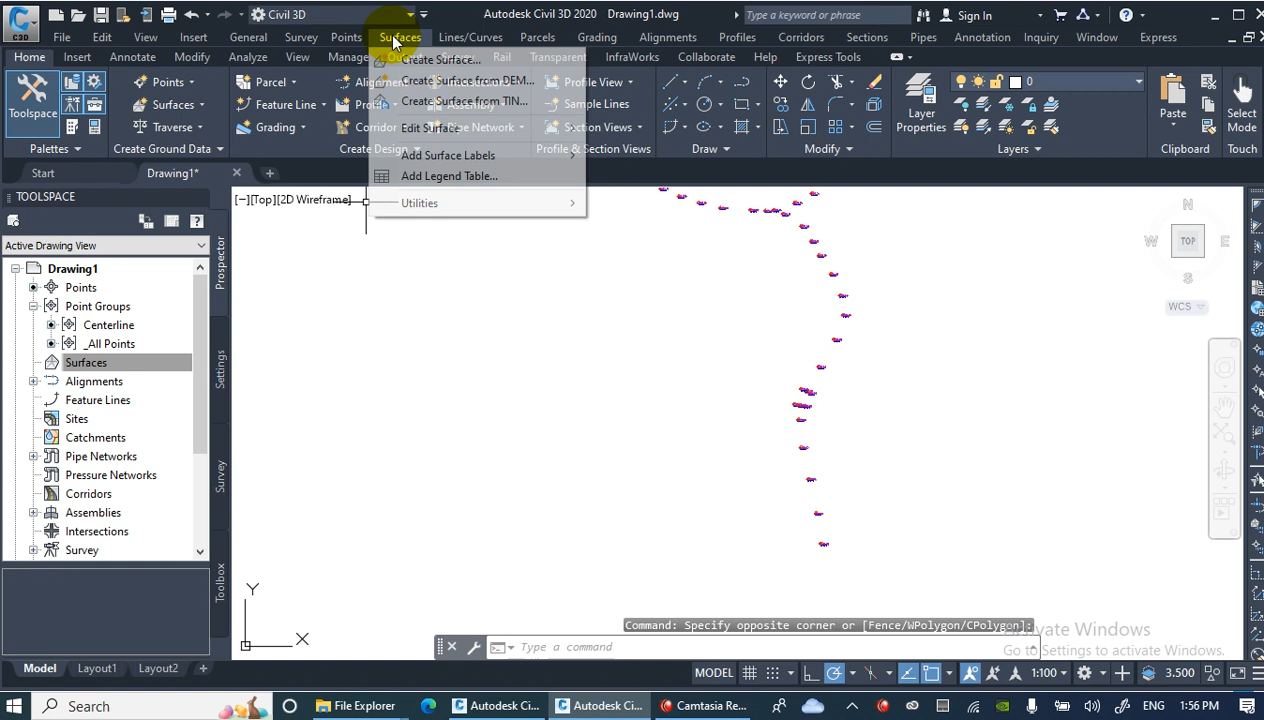 C3D
Civil 3D
Autodesk Civil 3D 2020 Drawing1.dwg
Type a keyword or phrase
Sign In
File Edit View Insert General Survey Points Surfaces Lines/Curves Parcels Grading Alignments Profiles Corridors Sections Pipes Annotation Inquiry Window Express
Home Insert Annotate Modify Analyze View Manage Rail Transparent InfraWorks Collaborate Help Express Tools
Toolspace
Palettes
Points
Surfaces
Traverse
Create Ground Data
Parcel
Feature Line
Grading
Corridor
Pipe Network
Create Design
Profile View
Sample Lines
Section Views
Profile & Section Views
Draw
Modify
Layer Properties
0
Layers
Paste
Clipboard
Select Mode
Touch
Create Surface...
Create Surface from DEM...
Create Surface from TIN...
Edit Surface
Add Surface Labels
Add Legend Table...
Utilities
Start
Drawing1*
TOOLSPACE
Active Drawing View
Drawing1
Points
Point Groups
Centerline
_All Points
Surfaces
Alignments
Feature Lines
Sites
Catchments
Pipe Networks
Pressure Networks
Corridors
Assemblies
Intersections
Survey
Prospector
Settings
Survey
Toolbox
[−][Top][2D Wireframe]
N
W TOP E
S
WCS
Y
X
Command: Specify opposite corner or [Fence/WPolygon/CPolygon]:
Type a command
Activate Windows
Go to Settings to activate Windows.
Model Layout1 Layout2 +
MODEL
1:100
3.500
Search
File Explorer
Autodesk Ci...
Autodesk Ci...
Camtasia Re...
ENG
1:56 PM